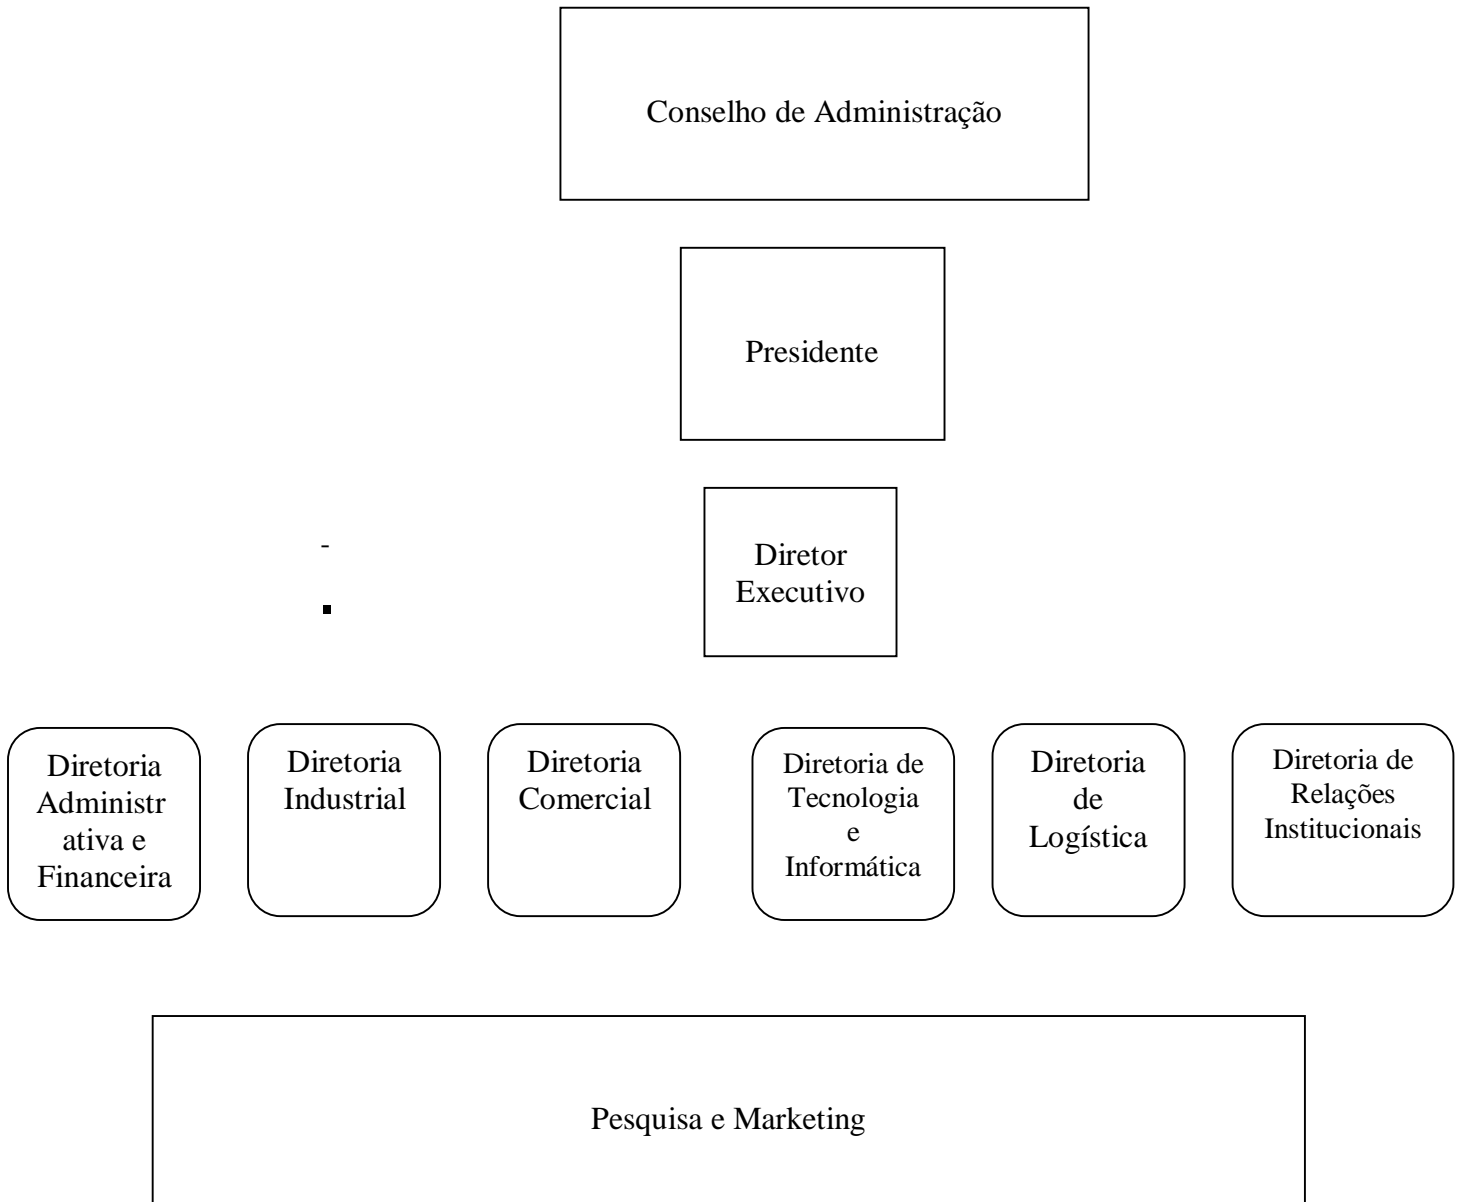 Conselho de Administração
Presidente
Diretor
Executivo
-
▪
Diretoria
Administr
ativa e
Financeira
Diretoria
Industrial
Diretoria
Comercial
Diretoria de
Tecnologia
e
Informática
Diretoria
de
Logística
Diretoria de
Relações
Institucionais
Pesquisa e Marketing